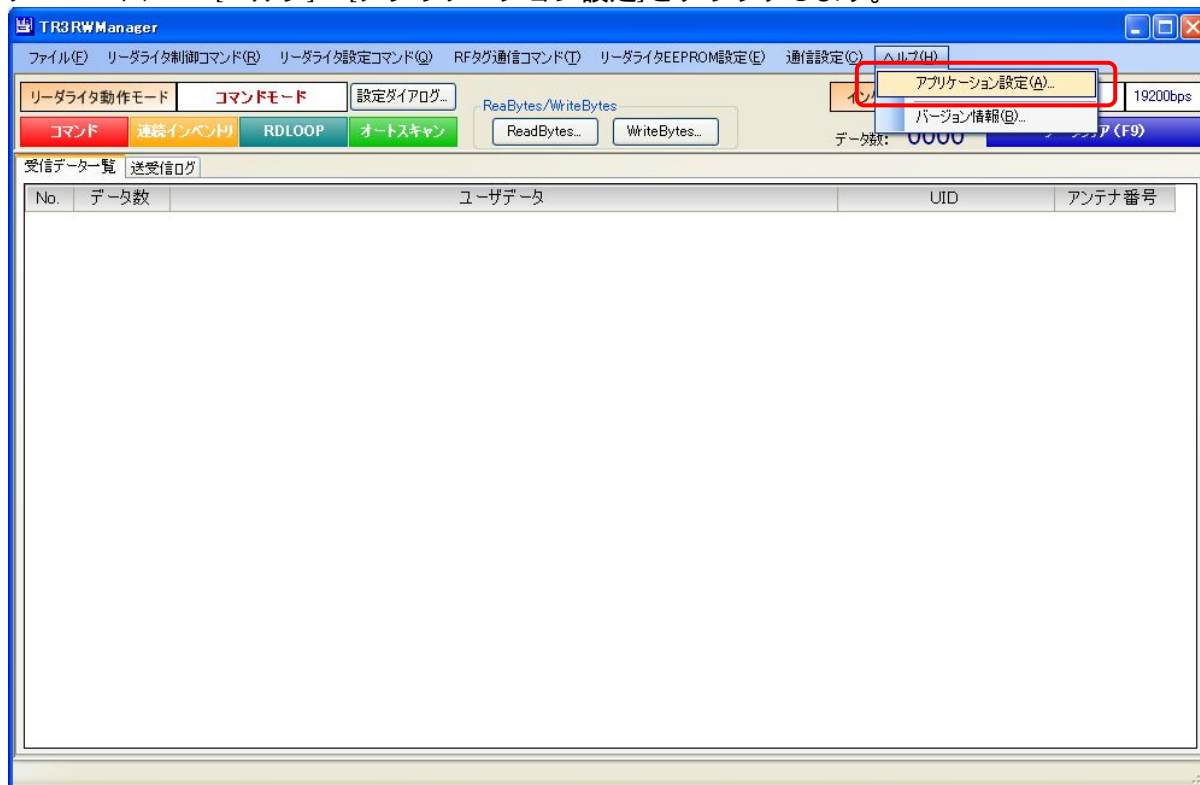 TR3RWManager
ファイル(F) リーダライタ制御コマンド(R) リーダライタ設定コマンド(Q) RFタグ通信コマンド(T) リーダライタEEPROM設定(E) 通信設定(C) ヘルプ(H)
アプリケーション設定(A)...
バージョン情報(B)...
リーダライタ動作モード コマンドモード 設定ダイアログ... ReaBytes/WriteBytes 19200bps
コマンド 連続インベントリ RDLOOP オートスキャン ReadBytes... WriteBytes... データ数: 0000 (F9)
受信データ一覧 送受信ログ
No. データ数 ユーザデータ UID アンテナ番号